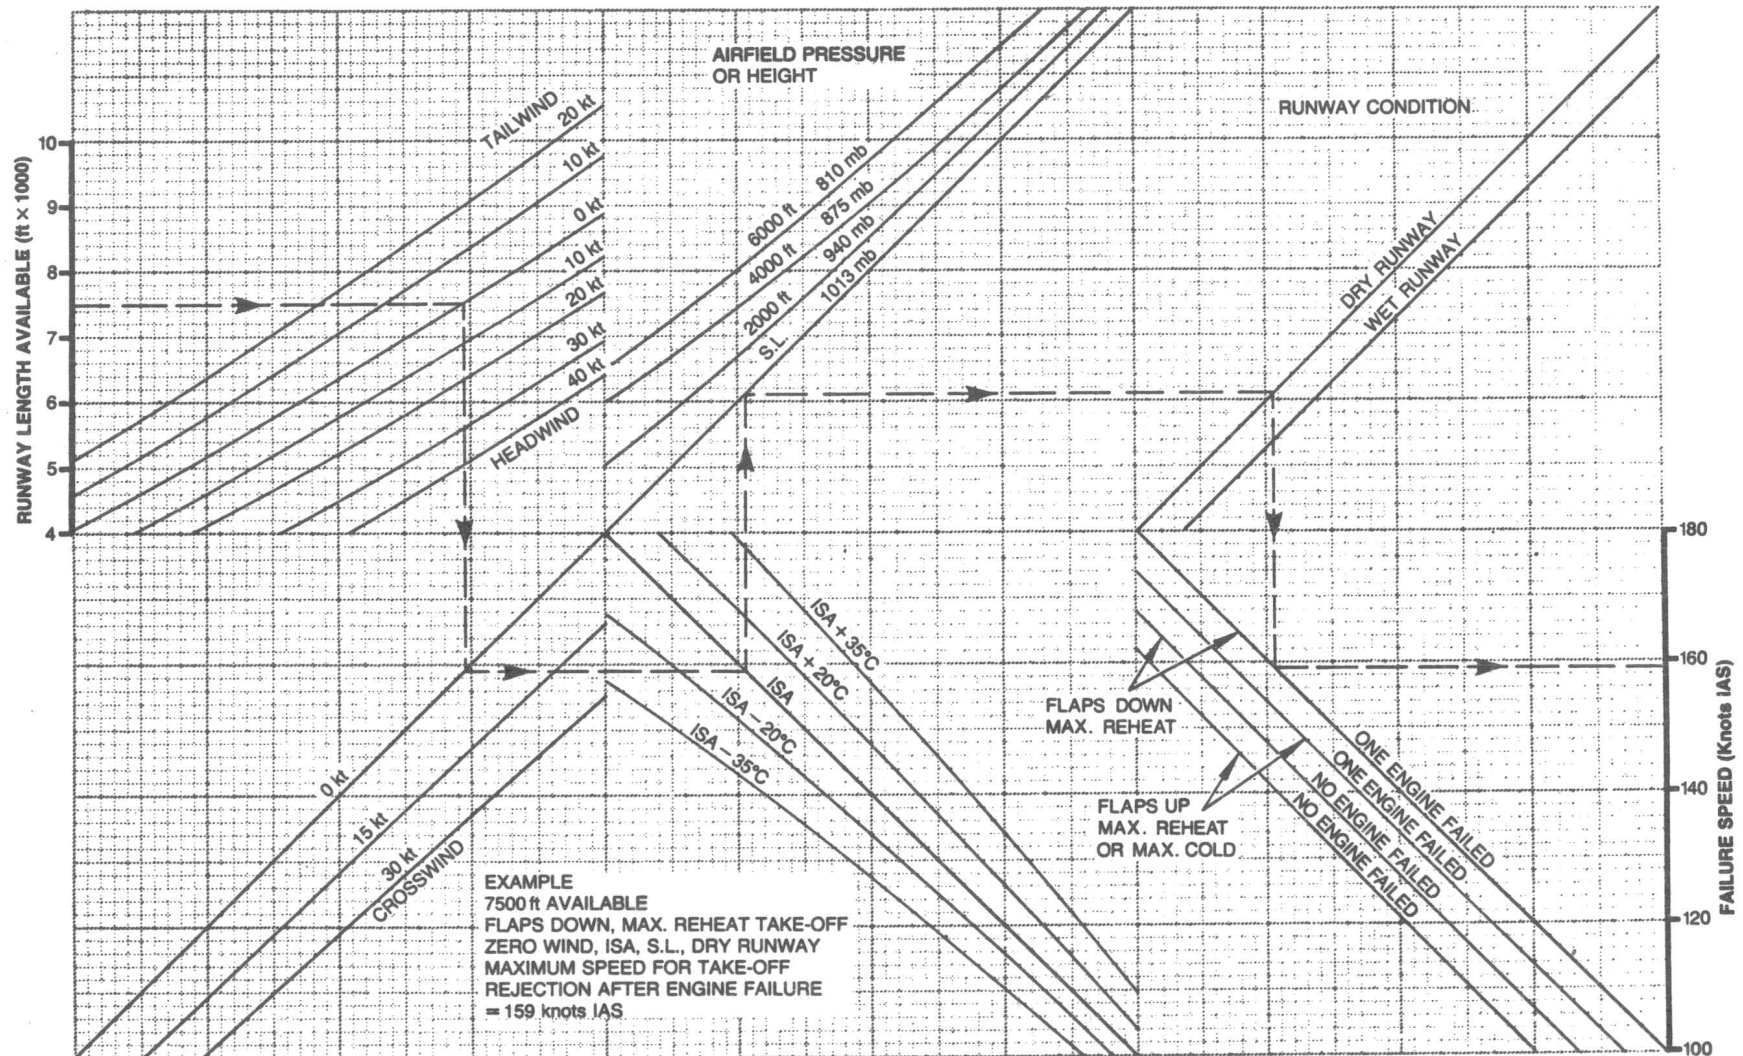 AIRFIELD PRESSURE
OR HEIGHT
RUNWAY CONDITION
RUNWAY LENGTH AVAILABLE (ft × 1000)
10
9
8
7
6
5
4
TAILWIND
20 kt
10 kt
0 kt
10 kt
20 kt
30 kt
40 kt
HEADWIND
6000 ft 810 mb
4000 ft 875 mb
2000 ft 940 mb
S.L. 1013 mb
DRY RUNWAY
WET RUNWAY
0 kt
15 kt
30 kt
CROSSWIND
ISA + 35°C
ISA + 20°C
ISA
ISA – 20°C
ISA – 35°C
FLAPS DOWN
MAX. REHEAT
FLAPS UP
MAX. REHEAT
OR MAX. COLD
ONE ENGINE FAILED
ONE ENGINE FAILED
NO ENGINE FAILED
NO ENGINE FAILED
180
160
140
120
100
FAILURE SPEED (Knots IAS)
EXAMPLE
7500 ft AVAILABLE
FLAPS DOWN, MAX. REHEAT TAKE-OFF
ZERO WIND, ISA, S.L., DRY RUNWAY
MAXIMUM SPEED FOR TAKE-OFF
REJECTION AFTER ENGINE FAILURE
= 159 knots IAS